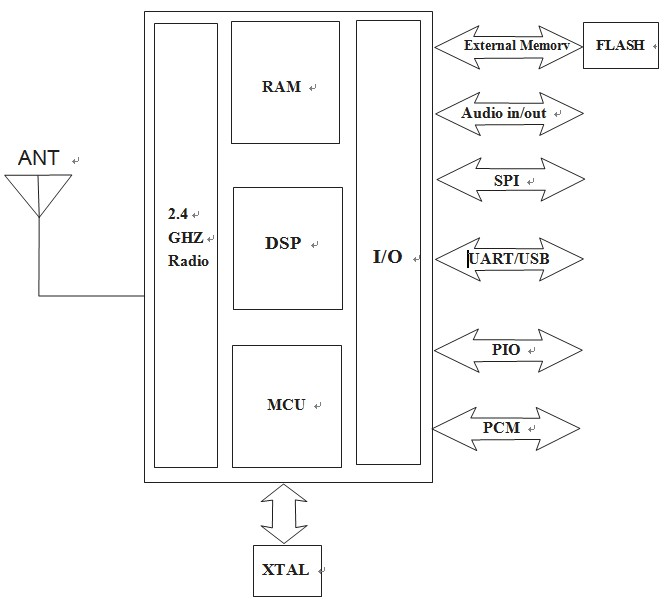 External Memory
FLASH
RAM
Audio in/out
ANT
SPI
2.4
GHZ
Radio
DSP
I/O
UART/USB
PIO
MCU
PCM
XTAL